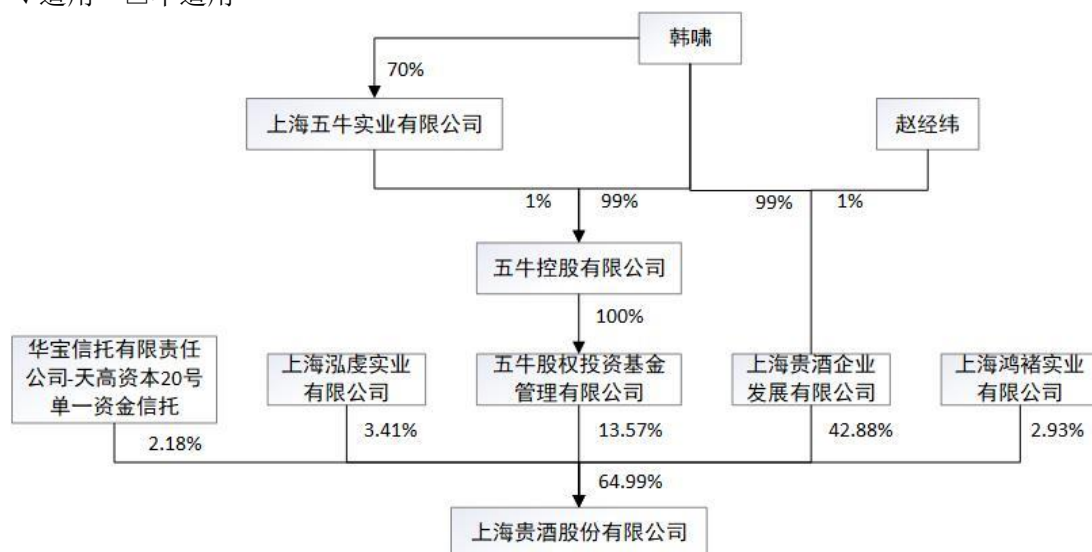 韩啸
70%
上海五牛实业有限公司
赵经纬
1%
99%
99%
1%
五牛控股有限公司
100%
华宝信托有限责任
公司-天高资本20号
单一资金信托
上海泓虔实业
有限公司
五牛股权投资基金
管理有限公司
上海贵酒企业
发展有限公司
上海鸿褚实业
有限公司
2.18%
3.41%
13.57%
42.88%
2.93%
64.99%
上海贵酒股份有限公司